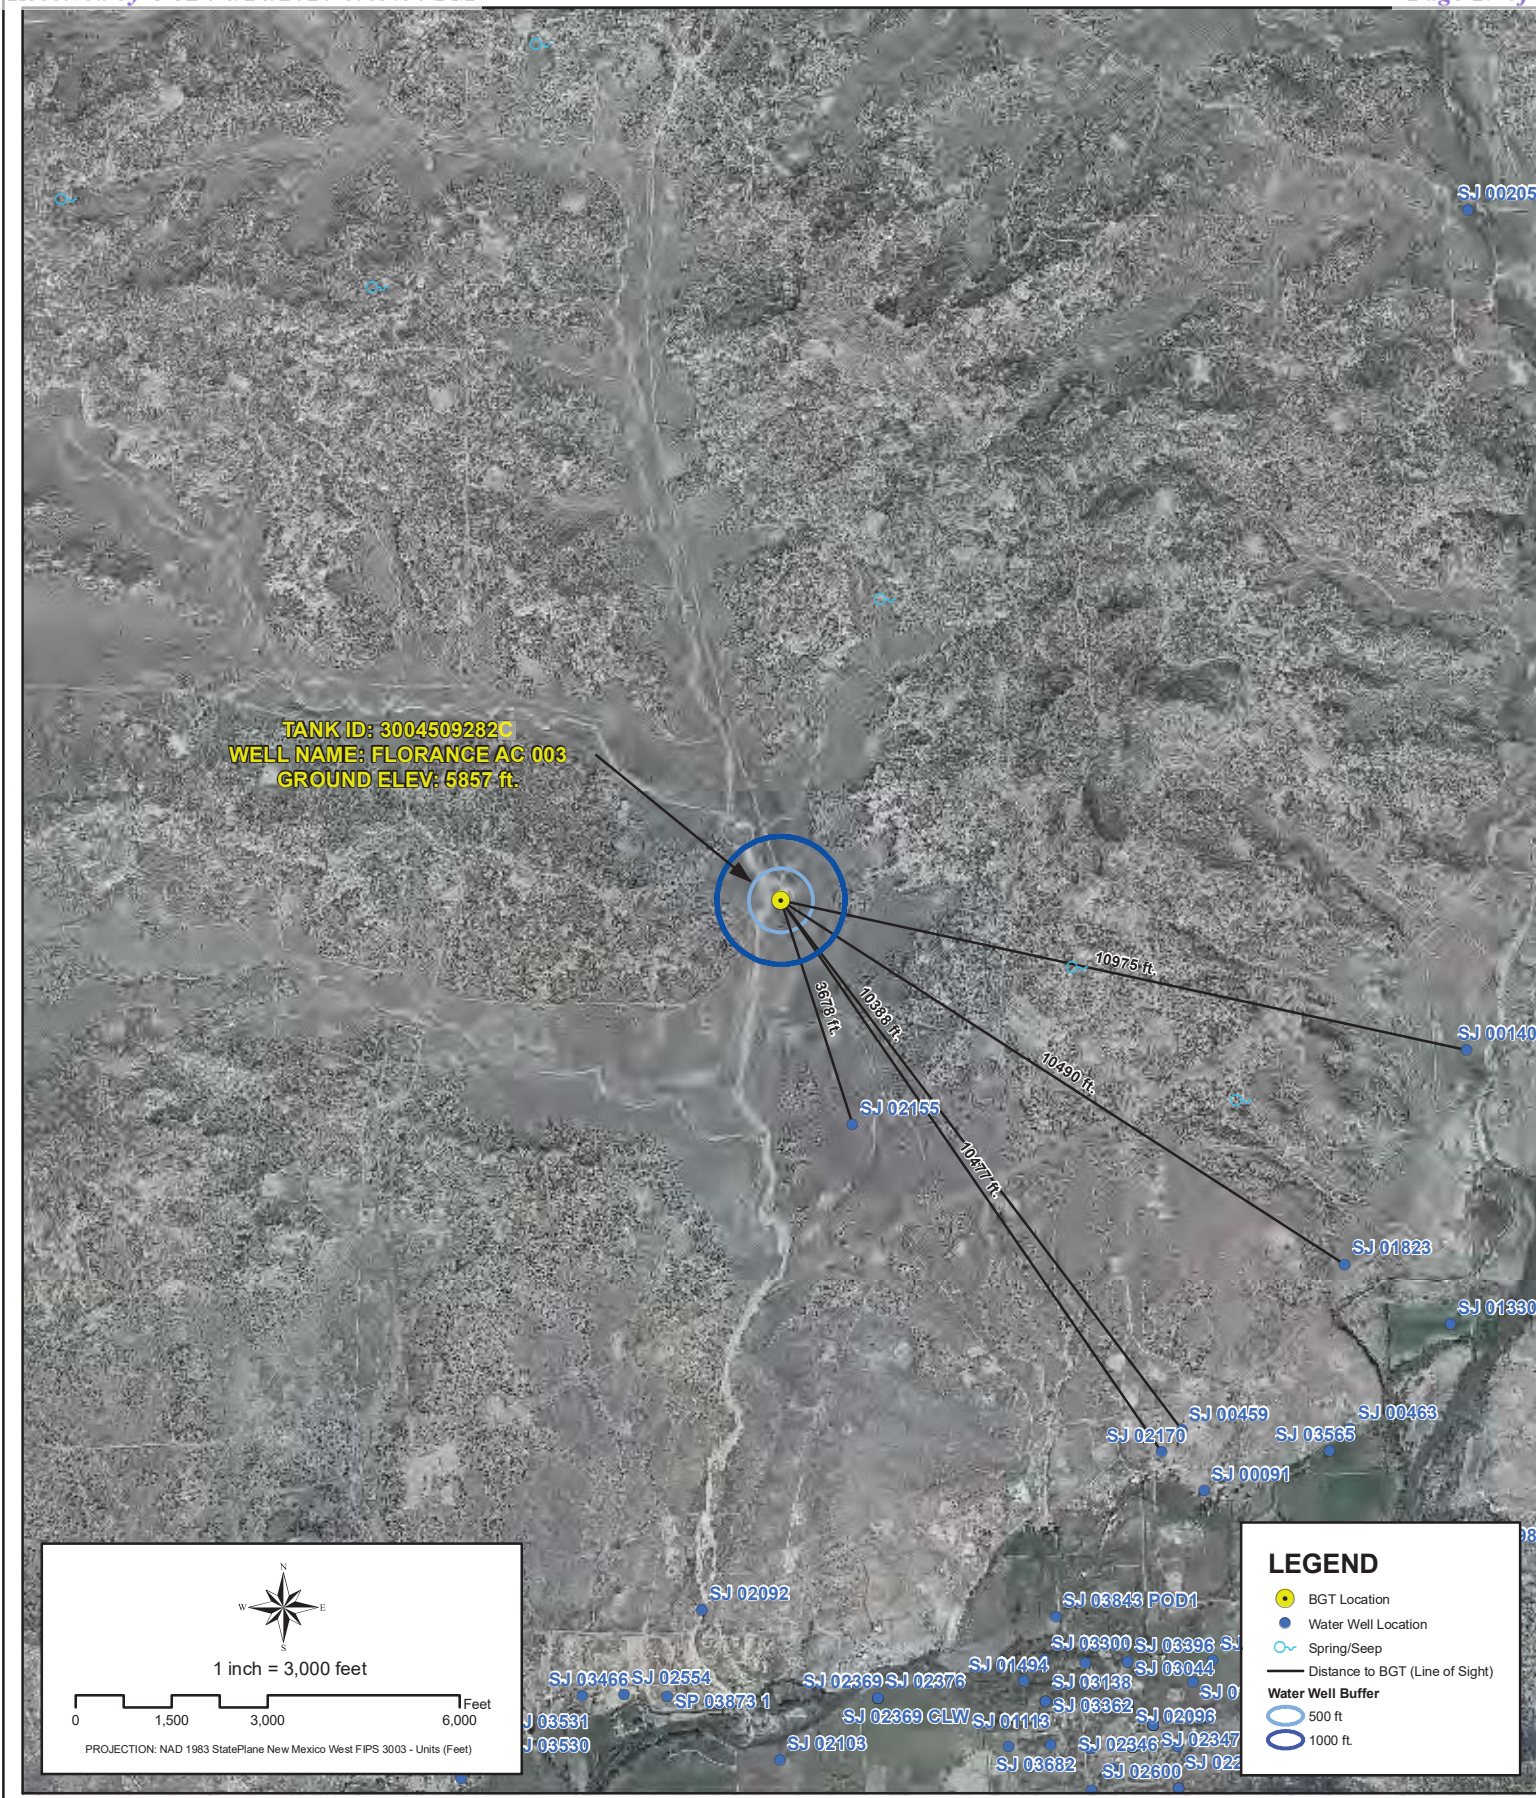 SJ 00205
TANK ID: 3004509282C
WELL NAME: FLORANCE AC 003
GROUND ELEV: 5857 ft.
10975 ft.
3678 ft.
10388 ft.
SJ 00140
10490 ft.
SJ 02155
10477 ft.
SJ 01823
SJ 01330
SJ 00459
SJ 00463
SJ 02170
SJ 03565
SJ 00091
SJ 02092
SJ 03843 POD1
SJ 03300
SJ 03396
SJ 01494
SJ 03044
SJ 03466
SJ 02554
SJ 02369
SJ 02376
SJ 03138
SP 03873 1
SJ 03362
SJ 02369 CLW
SJ 01113
SJ 02096
J 03531
J 03530
SJ 02103
SJ 02346
SJ 02347
SJ 03682
SJ 02600
N
W
E
S
1 inch = 3,000 feet
Feet
0
1,500
3,000
6,000
PROJECTION: NAD 1983 StatePlane New Mexico West FIPS 3003 - Units (Feet)
LEGEND
BGT Location
Water Well Location
Spring/Seep
Distance to BGT (Line of Sight)
Water Well Buffer
500 ft
1000 ft.